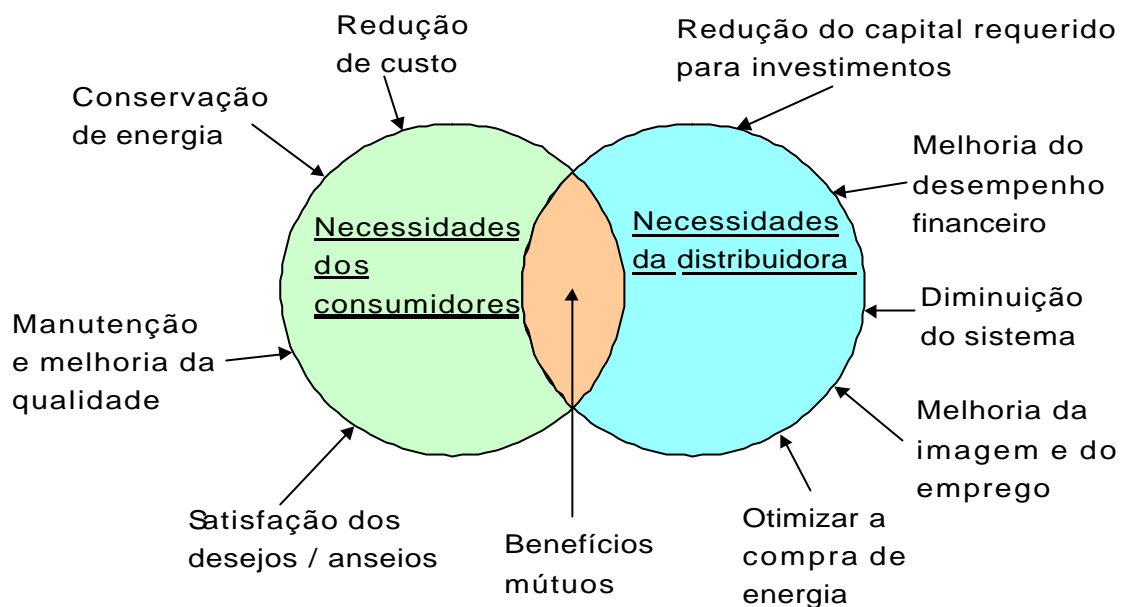 Redução
de custo
Redução do capital requerido
para investimentos
Conservação
de energia
Melhoria do
desempenho
financeiro
Necessidades
dos
consumidores
Necessidades
da distribuidora
Diminuição
do sistema
Manutenção
e melhoria da
qualidade
Melhoria da
imagem e do
emprego
Satisfação dos
desejos / anseios
Benefícios
mútuos
Otimizar a
compra de
energia